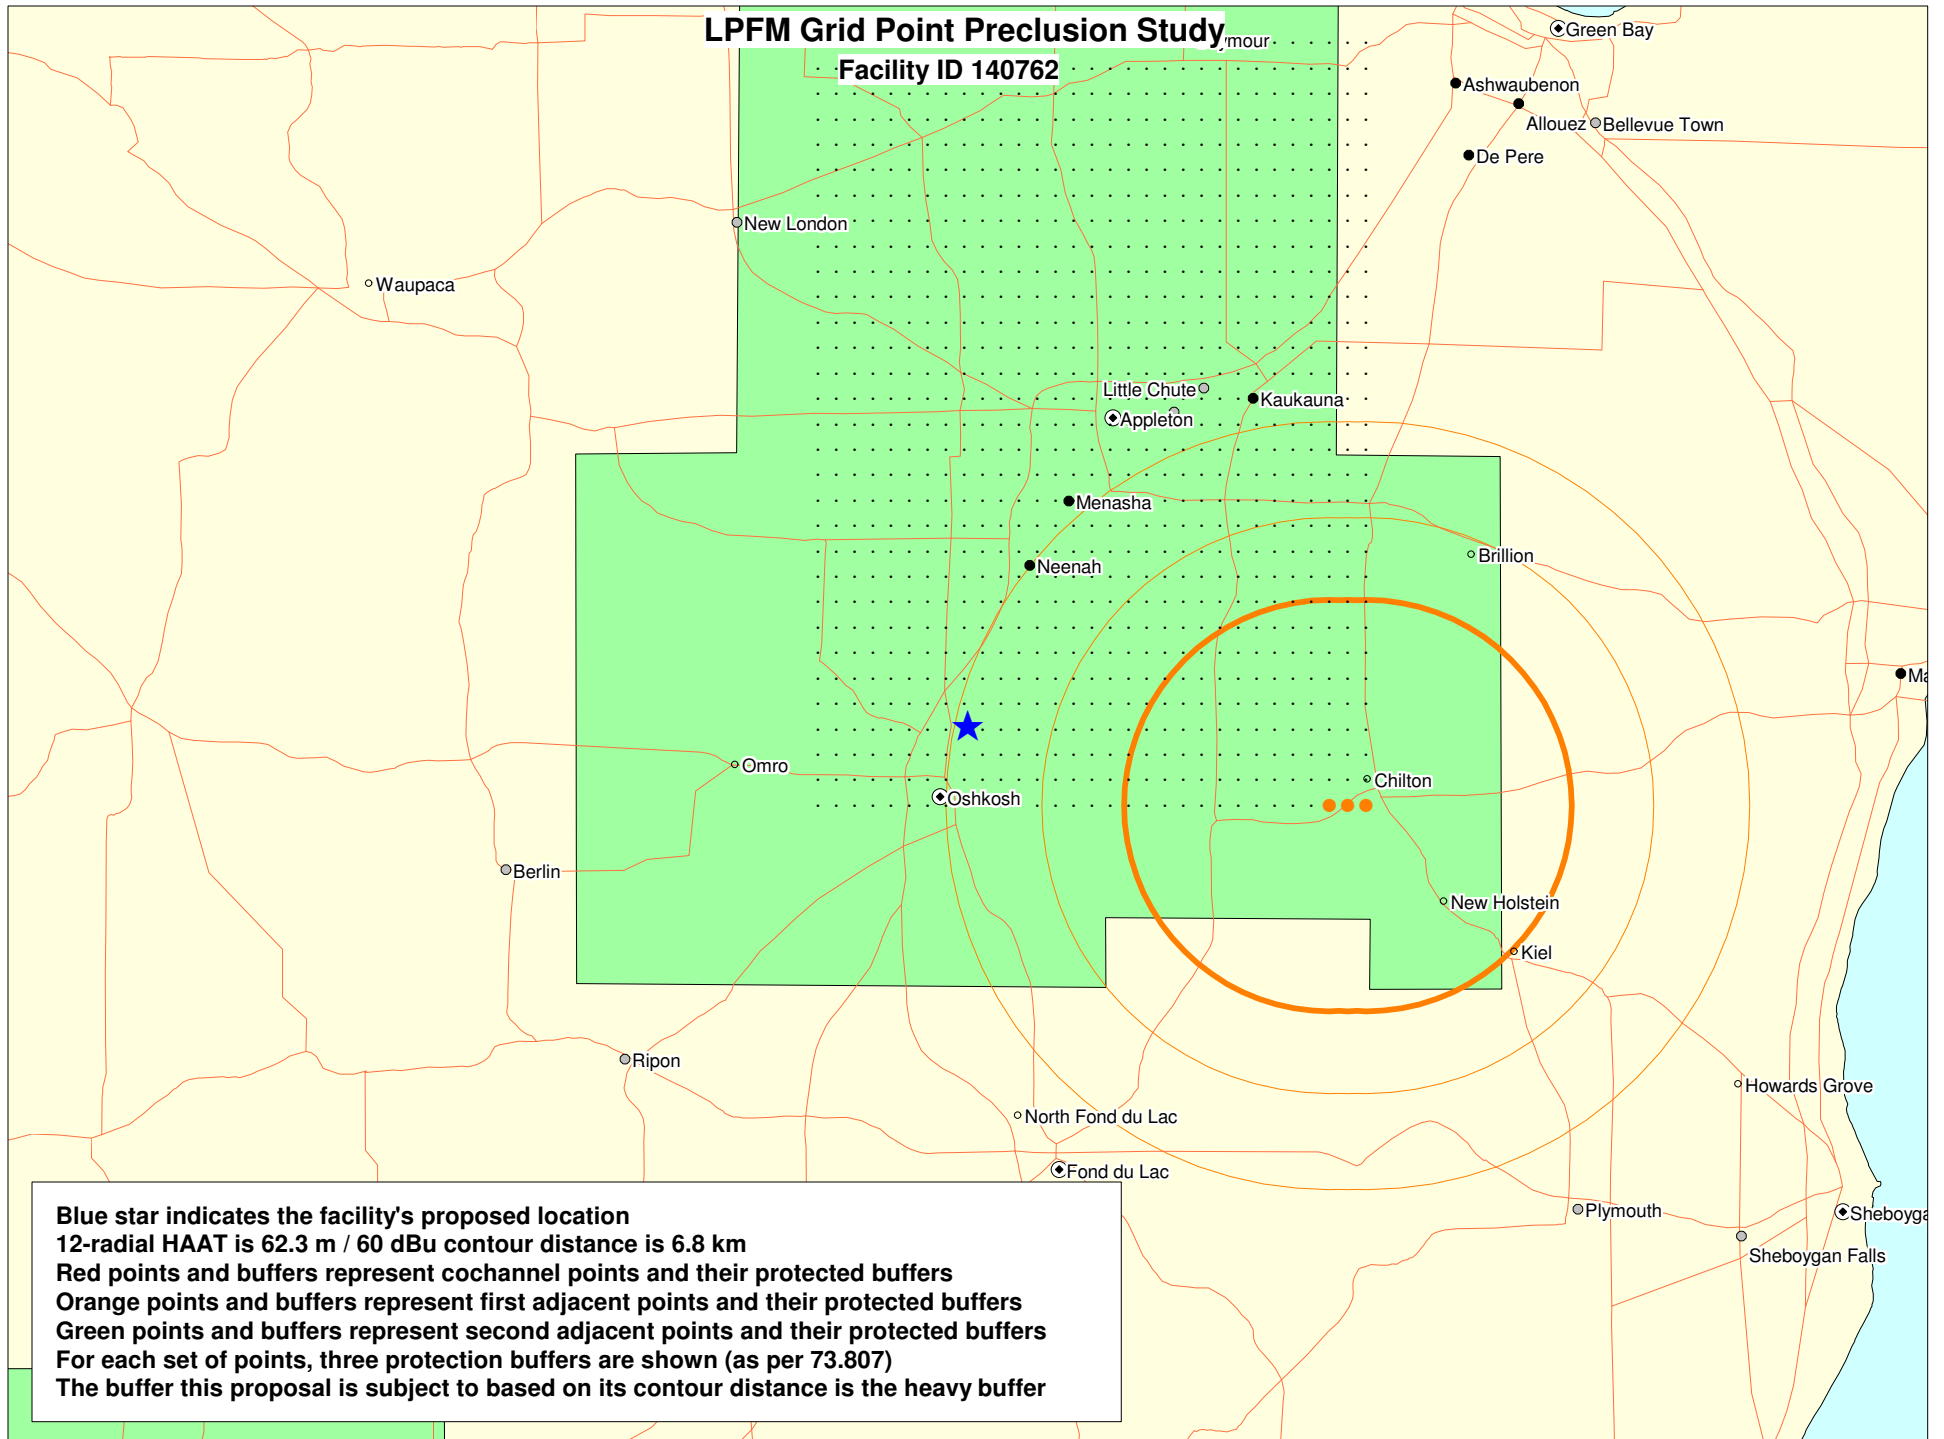 LPFM Grid Point Preclusion Study
Facility ID 140762
ymour
Green Bay
Ashwaubenon
Allouez
Bellevue Town
De Pere
New London
Waupaca
Little Chute
Kaukauna
Appleton
Menasha
Brillion
Neenah
Ma
Omro
Chilton
Oshkosh
Berlin
New Holstein
Kiel
Ripon
Howards Grove
North Fond du Lac
Fond du Lac
Plymouth
Sheboyga
Sheboygan Falls
Blue star indicates the facility's proposed location
12-radial HAAT is 62.3 m / 60 dBu contour distance is 6.8 km
Red points and buffers represent cochannel points and their protected buffers
Orange points and buffers represent first adjacent points and their protected buffers
Green points and buffers represent second adjacent points and their protected buffers
For each set of points, three protection buffers are shown (as per 73.807)
The buffer this proposal is subject to based on its contour distance is the heavy buffer